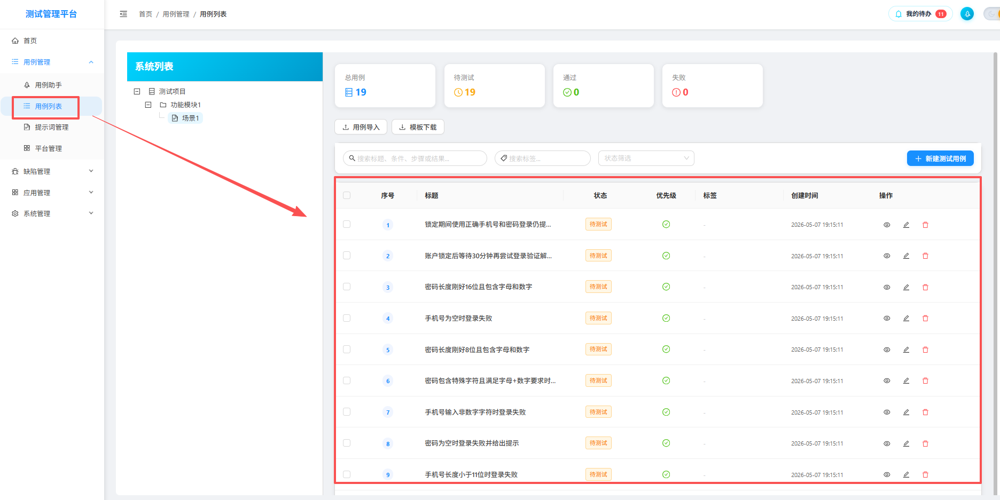 测试管理平台
首页 / 用例管理 / 用例列表
我的待办 11
首页
用例管理
用例助手
用例列表
提示词管理
平台管理
缺陷管理
应用管理
系统管理
系统列表
测试项目
功能模块1
场景1
总用例
19
待测试
19
通过
0
失败
0
用例导入
模板下载
搜索标题、条件、步骤或结果...
搜索标签...
状态筛选
新建测试用例
序号 标题 状态 优先级 标签 创建时间 操作
1 锁定期间使用正确手机号和密码登录仍提... 待测试 - 2026-05-07 19:15:11
2 账户锁定后等待30分钟再尝试登录验证解... 待测试 - 2026-05-07 19:15:11
3 密码长度刚好16位且包含字母和数字 待测试 - 2026-05-07 19:15:11
4 手机号为空时登录失败 待测试 - 2026-05-07 19:15:11
5 密码长度刚好8位且包含字母和数字 待测试 - 2026-05-07 19:15:11
6 密码包含特殊字符且满足字母+数字要求时... 待测试 - 2026-05-07 19:15:11
7 手机号输入非数字字符时登录失败 待测试 - 2026-05-07 19:15:11
8 密码为空时登录失败并给出提示 待测试 - 2026-05-07 19:15:11
9 手机号长度小于11位时登录失败 待测试 - 2026-05-07 19:15:11